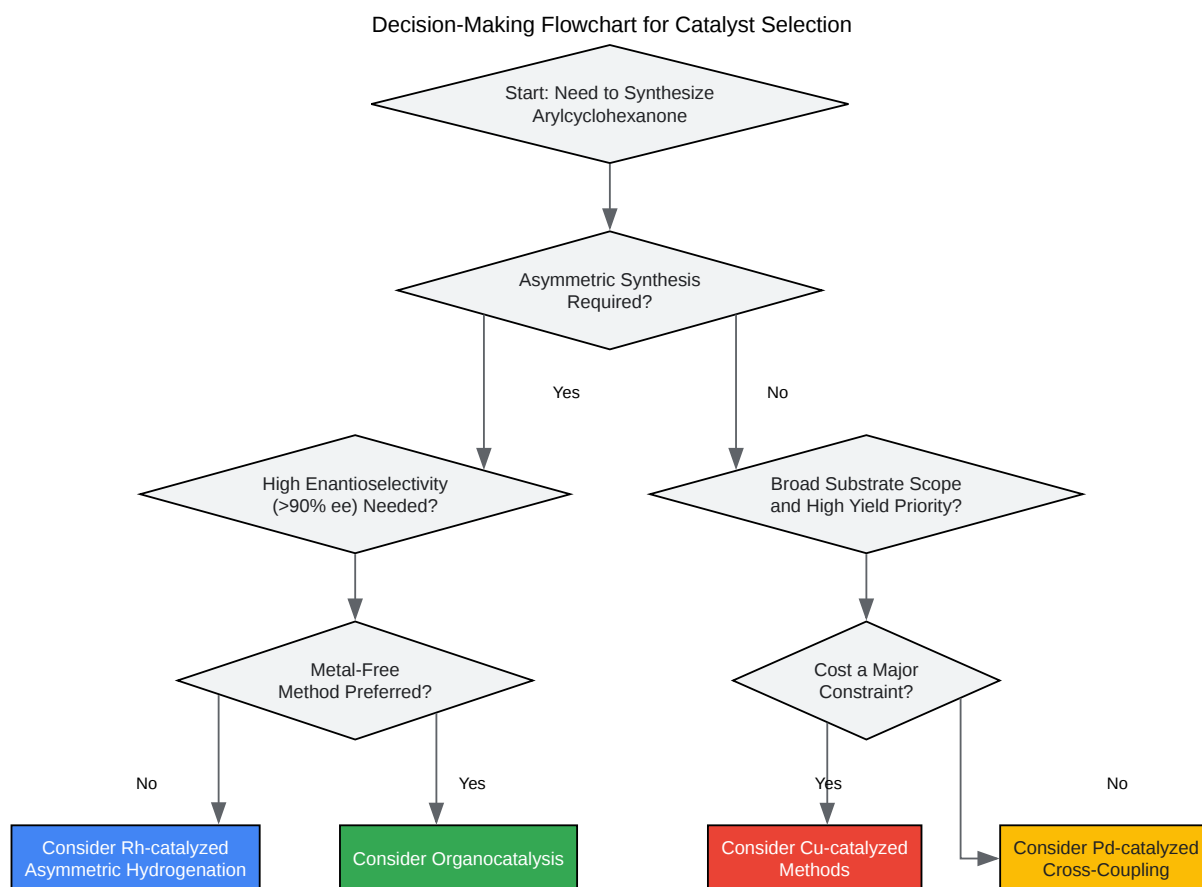 Decision-Making Flowchart for Catalyst Selection
Start: Need to Synthesize
Arylcyclohexanone
Asymmetric Synthesis
Required?
Yes
No
High Enantioselectivity
(>90% ee) Needed?
Broad Substrate Scope
and High Yield Priority?
Metal-Free
Method Preferred?
Cost a Major
Constraint?
No
Yes
Yes
No
Consider Rh-catalyzed
Asymmetric Hydrogenation
Consider Organocatalysis
Consider Cu-catalyzed
Methods
Consider Pd-catalyzed
Cross-Coupling